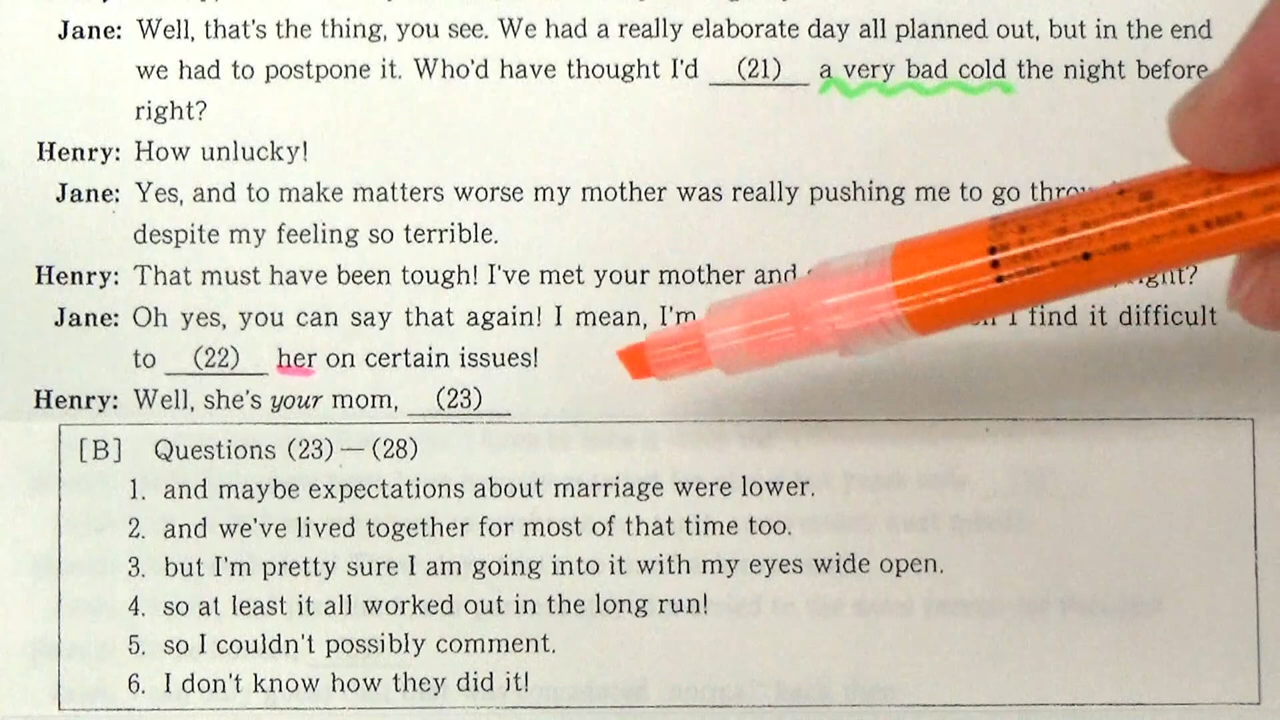 Jane: Well, that's the thing, you see. We had a really elaborate day all planned out, but in the end
we had to postpone it. Who'd have thought I'd (21) a very bad cold the night before
right?
Henry: How unlucky!
Jane: Yes, and to make matters worse my mother was really pushing me to go
despite my feeling so terrible.
Henry: That must have been tough! I've met your mother and
Jane: Oh yes, you can say that again! I mean, I'm I find it difficult
to (22) her on certain issues!
Henry: Well, she's your mom, (23)
[B] Questions (23)—(28)
1. and maybe expectations about marriage were lower.
2. and we've lived together for most of that time too.
3. but I'm pretty sure I am going into it with my eyes wide open.
4. so at least it all worked out in the long run!
5. so I couldn't possibly comment.
6. I don't know how they did it!